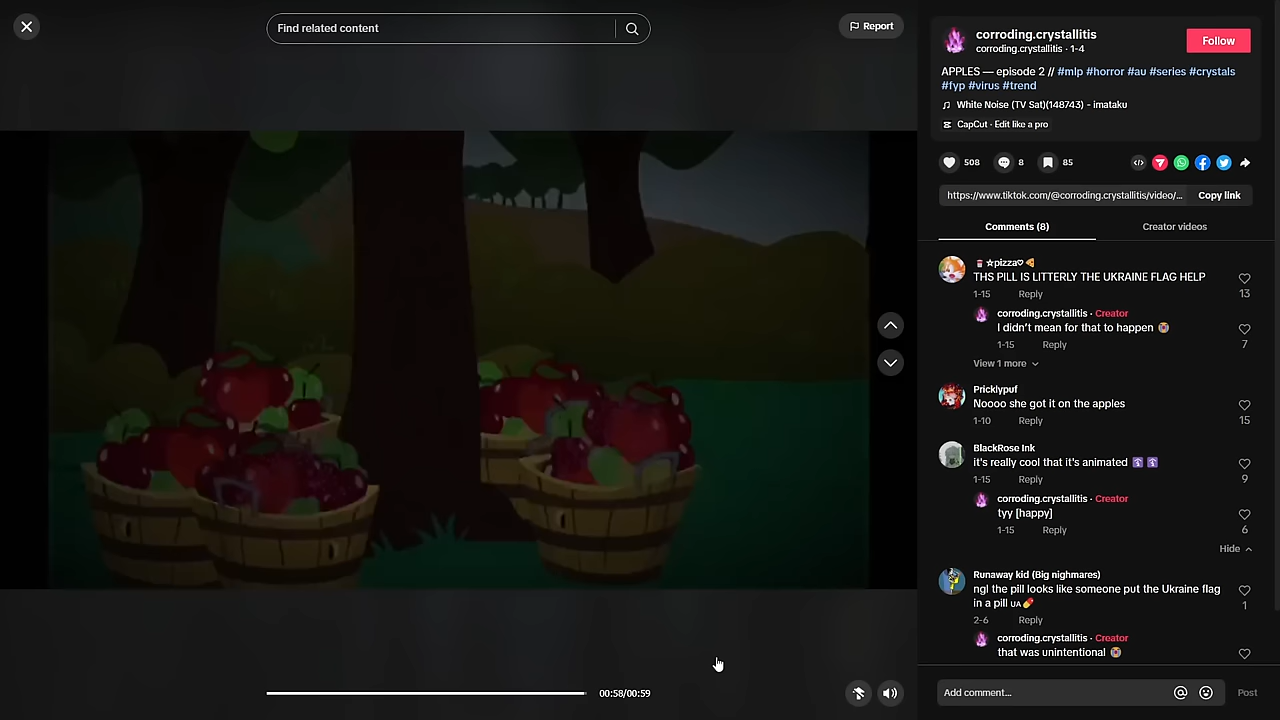 Find related content
Report
corroding.crystallitis
corroding.crystallitis · 1-4
Follow
APPLES — episode 2 // #mlp #horror #au #series #crystals
#fyp #virus #trend
White Noise (TV Sat)(148743) - imataku
CapCut · Edit like a pro
508
8
85
https://www.tiktok.com/@corroding.crystallitis/video/...
Copy link
Comments (8)
Creator videos
☆pizza♡
THS PILL IS LITTERLY THE UKRAINE FLAG HELP
1-15 Reply
13
corroding.crystallitis · Creator
I didn't mean for that to happen 😭
1-15 Reply
7
View 1 more
Pricklypuf
Noooo she got it on the apples
1-10 Reply
15
BlackRose Ink
it's really cool that it's animated
1-15 Reply
9
corroding.crystallitis · Creator
tyy [happy]
1-15 Reply
6
Hide
Runaway kid (Big nighmares)
ngl the pill looks like someone put the Ukraine flag
in a pill UA
2-6 Reply
1
corroding.crystallitis · Creator
that was unintentional 😭
00:58/00:59
Add comment...
Post